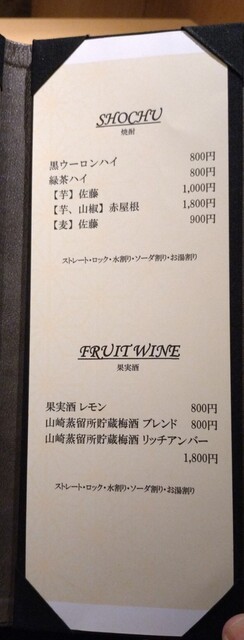 SHOCHU
焼酎
黒ウーロンハイ 800円
緑茶ハイ 800円
【芋】佐藤 1,000円
【芋、山椒】赤屋根 1,800円
【麦】佐藤 900円
ストレート・ロック・水割り・ソーダ割り・お湯割り
FRUIT WINE
果実酒
果実酒 レモン 800円
山崎蒸留所貯蔵梅酒 ブレンド 800円
山崎蒸留所貯蔵梅酒 リッチアンバー
1,800円
ストレート・ロック・水割り・ソーダ割り・お湯割り